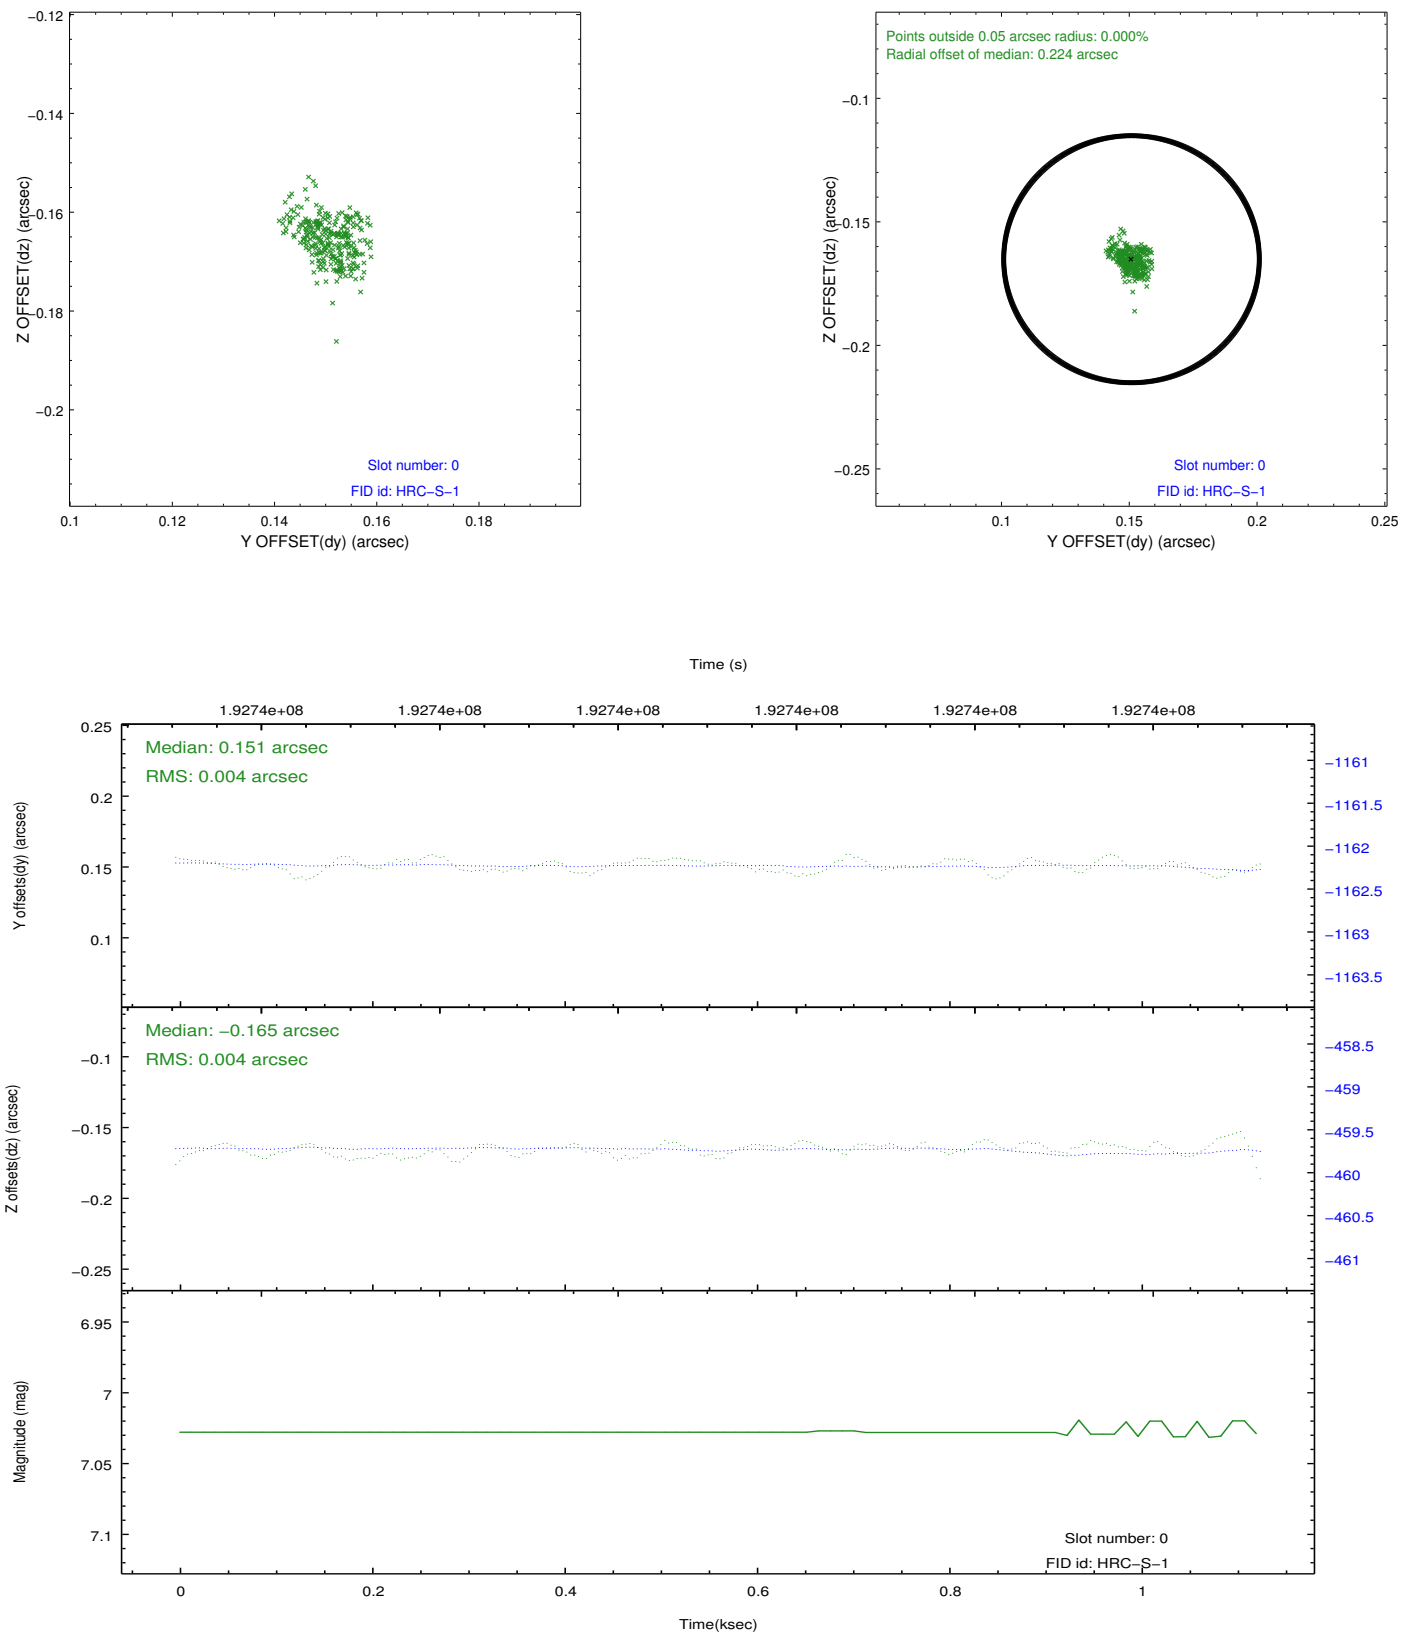 −0.12
−0.14
−0.16
−0.18
−0.2
Z OFFSET(dz) (arcsec)
Slot number: 0
FID id: HRC−S−1
0.1 0.12 0.14 0.16 0.18
Y OFFSET(dy) (arcsec)
Points outside 0.05 arcsec radius: 0.000%
Radial offset of median: 0.224 arcsec
−0.1
−0.15
−0.2
−0.25
Z OFFSET(dz) (arcsec)
Slot number: 0
FID id: HRC−S−1
0.1 0.15 0.2 0.25
Y OFFSET(dy) (arcsec)
Time (s)
1.9274e+08 1.9274e+08 1.9274e+08 1.9274e+08 1.9274e+08 1.9274e+08
Median: 0.151 arcsec
RMS: 0.004 arcsec
0.25
0.2
0.15
0.1
Y offsets(dy) (arcsec)
−1161
−1161.5
−1162
−1162.5
−1163
−1163.5
Median: −0.165 arcsec
RMS: 0.004 arcsec
−0.1
−0.15
−0.2
−0.25
Z offsets(dz) (arcsec)
−458.5
−459
−459.5
−460
−460.5
−461
6.95
7
7.05
7.1
Magnitude (mag)
Slot number: 0
FID id: HRC−S−1
0 0.2 0.4 0.6 0.8 1
Time(ksec)